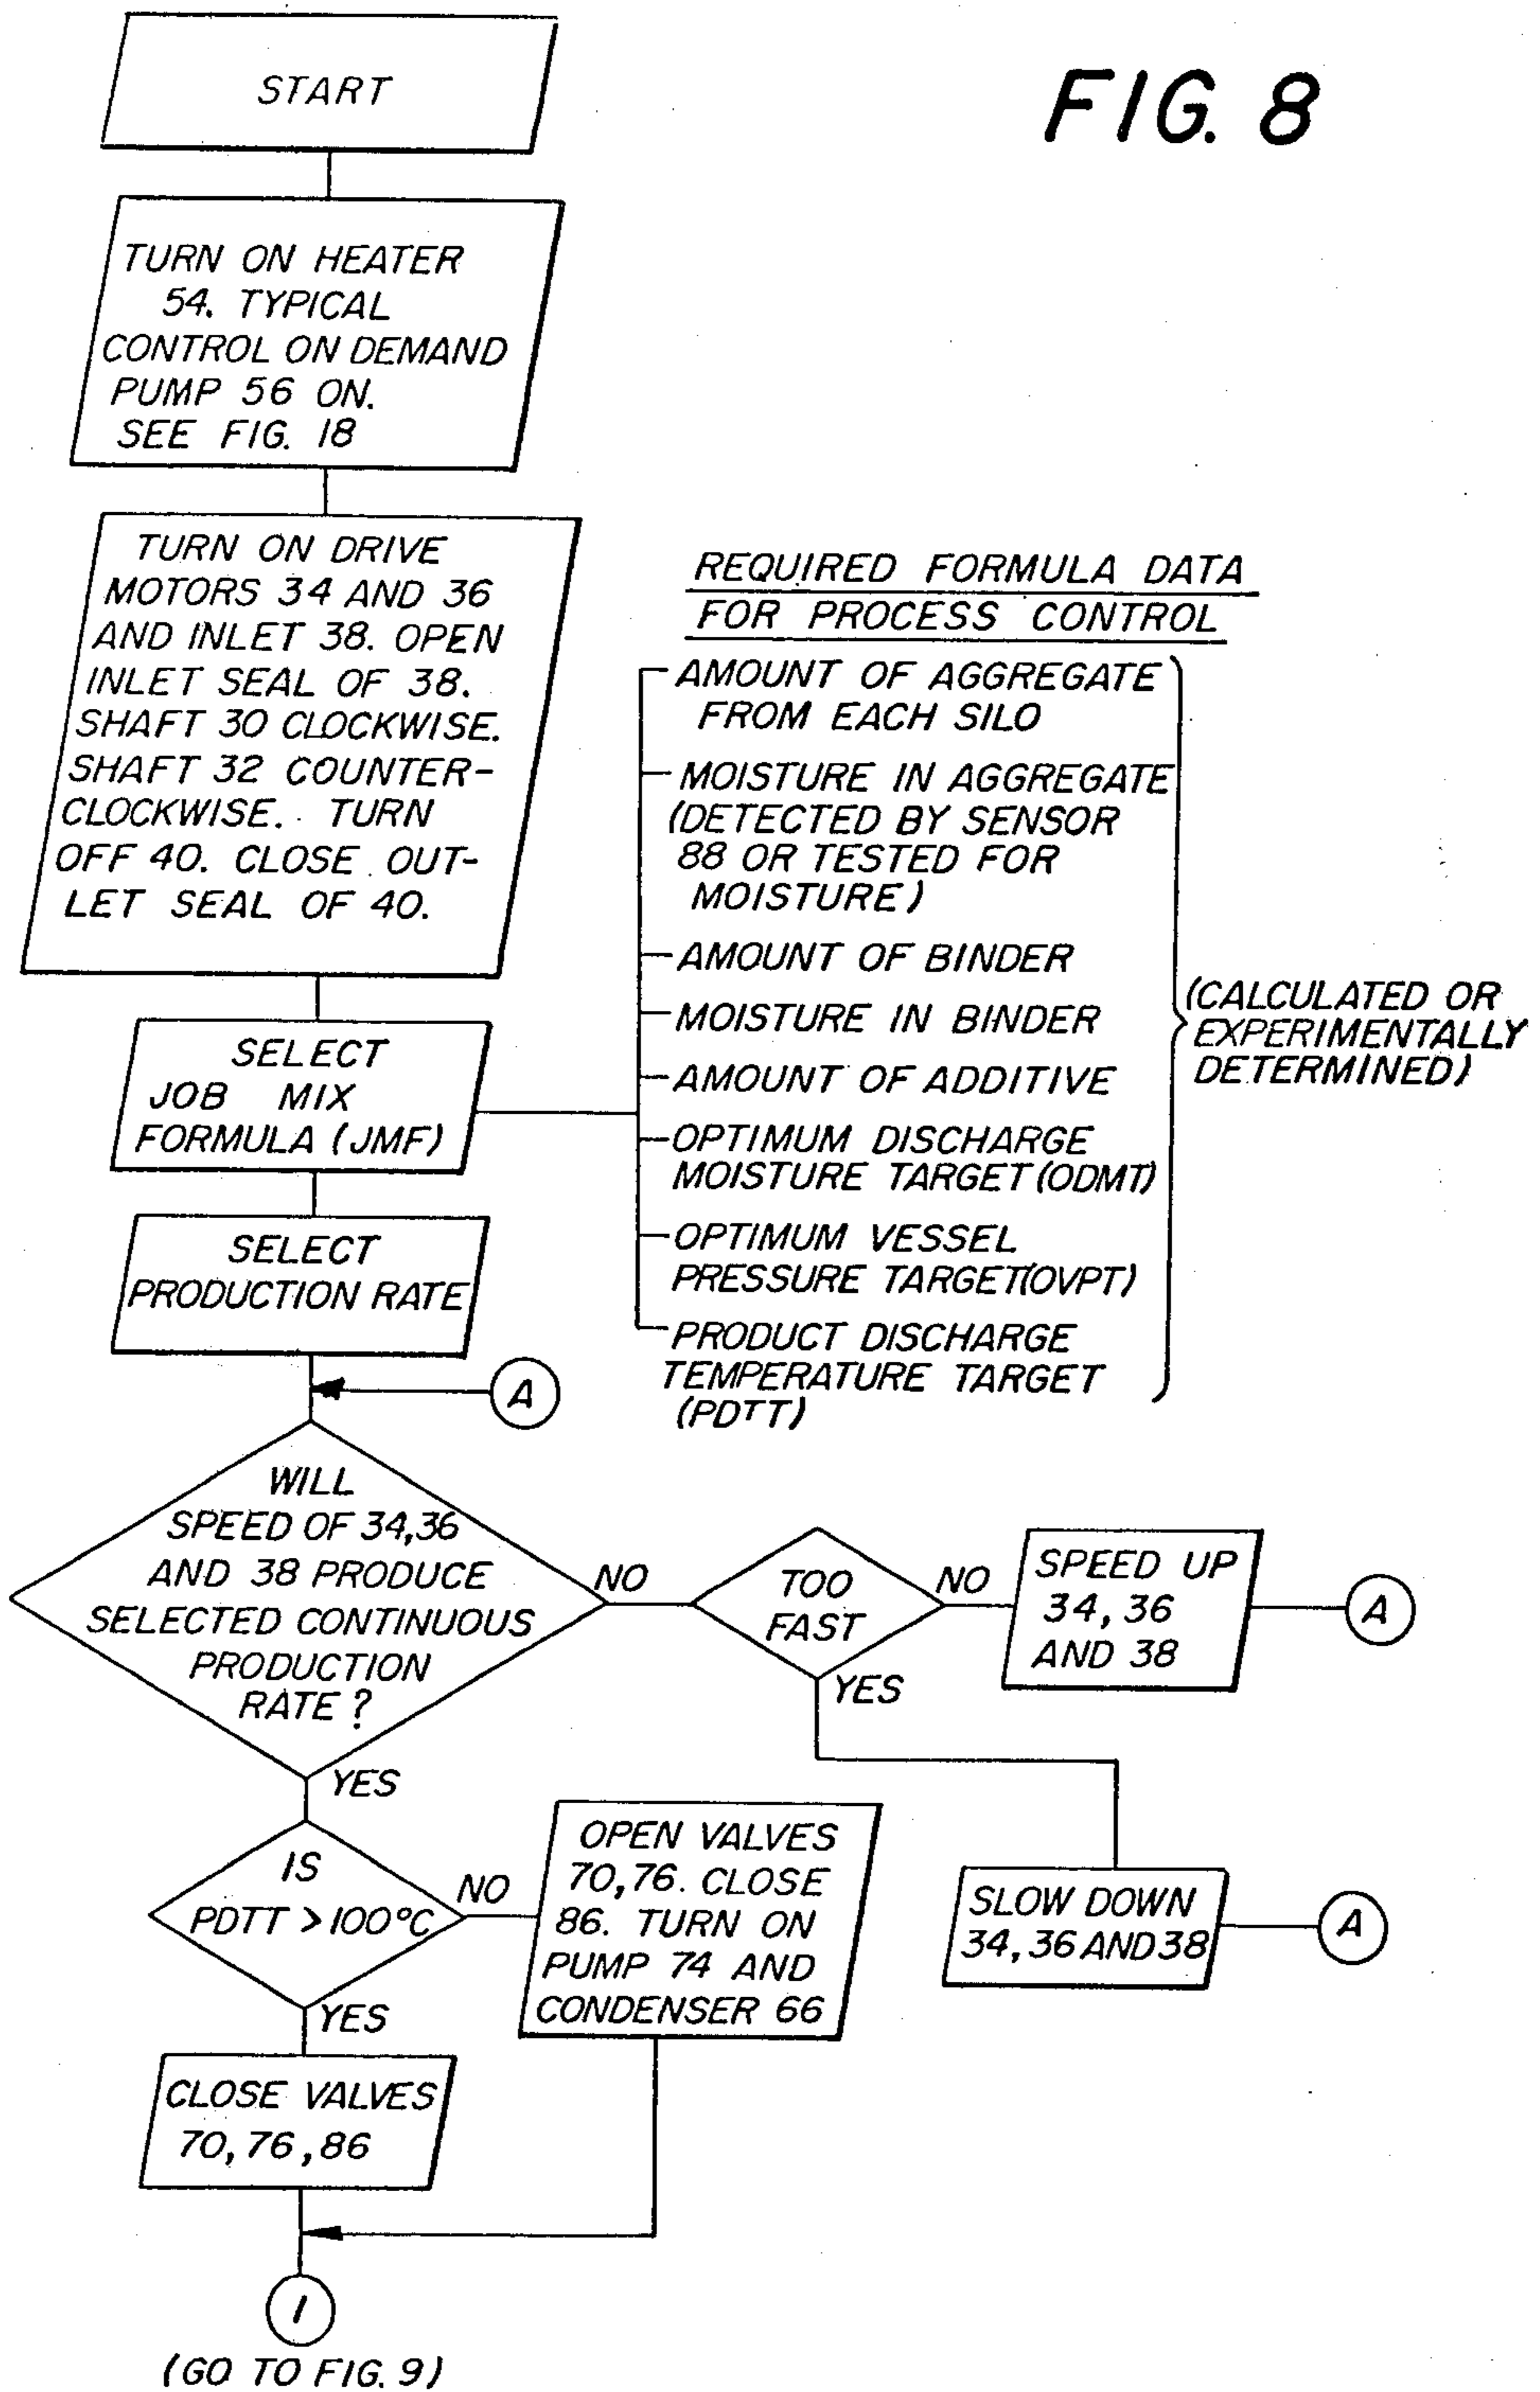 FIG. 8
START
TURN ON HEATER
54. TYPICAL
CONTROL ON DEMAND
PUMP 56 ON.
SEE FIG. 18
TURN ON DRIVE
MOTORS 34 AND 36
AND INLET 38. OPEN
INLET SEAL OF 38.
SHAFT 30 CLOCKWISE.
SHAFT 32 COUNTER-
CLOCKWISE. TURN
OFF 40. CLOSE OUT-
LET SEAL OF 40.
SELECT
JOB MIX
FORMULA (JMF)
REQUIRED FORMULA DATA
FOR PROCESS CONTROL
AMOUNT OF AGGREGATE
FROM EACH SILO
MOISTURE IN AGGREGATE
(DETECTED BY SENSOR
88 OR TESTED FOR
MOISTURE)
AMOUNT OF BINDER
MOISTURE IN BINDER
AMOUNT OF ADDITIVE
OPTIMUM DISCHARGE
MOISTURE TARGET (ODMT)
OPTIMUM VESSEL
PRESSURE TARGET (OVPT)
PRODUCT DISCHARGE
TEMPERATURE TARGET
(PDTT)
(CALCULATED OR
EXPERIMENTALLY
DETERMINED)
SELECT
PRODUCTION RATE
A
WILL
SPEED OF 34,36
AND 38 PRODUCE
SELECTED CONTINUOUS
PRODUCTION
RATE?
NO
TOO
FAST
NO
SPEED UP
34, 36
AND 38
A
YES
SLOW DOWN
34, 36 AND 38
A
YES
IS
PDTT > 100°C
NO
OPEN VALVES
70, 76. CLOSE
86. TURN ON
PUMP 74 AND
CONDENSER 66
YES
CLOSE VALVES
70, 76, 86
1
(GO TO FIG. 9)